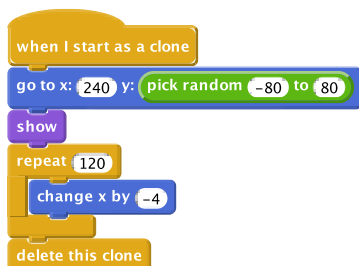 when I start as a clone
go to x: 240 y: pick random -80 to 80
show
repeat 120
change x by -4
delete this clone